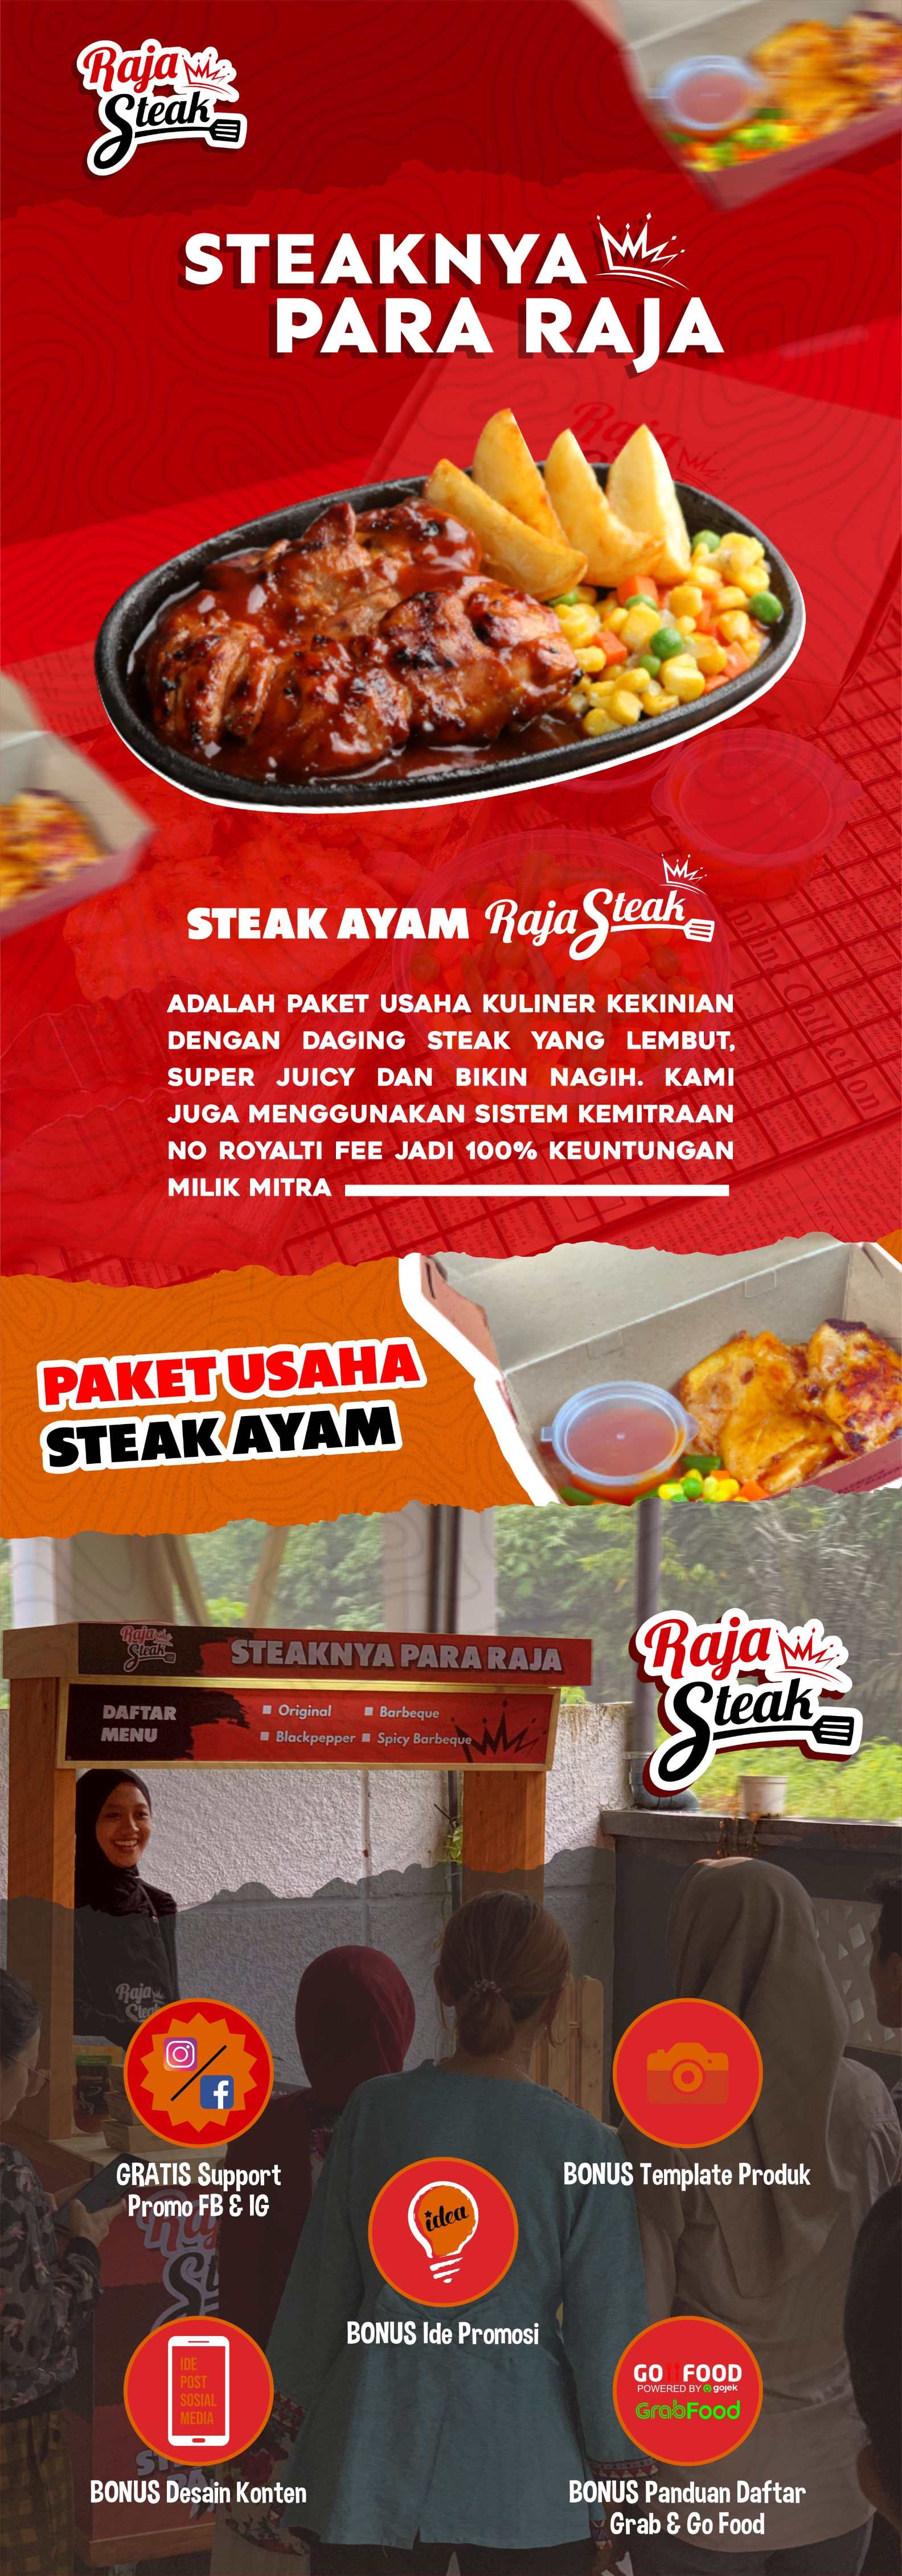 Raja
Steak
STEAKNYA
PARA RAJA
Raja
STEAK AYAM Raja Steak
ADALAH PAKET USAHA KULINER KEKINIAN
DENGAN DAGING STEAK YANG LEMBUT,
SUPER JUICY DAN BIKIN NAGIH. KAMI
JUGA MENGGUNAKAN SISTEM KEMITRAAN
NO ROYALTI FEE JADI 100% KEUNTUNGAN
MILIK MITRA
PAKET USAHA
STEAK AYAM
Raja
Steak
STEAKNYA PARA RAJA
DAFTAR
MENU
Original
Barbeque
Blackpepper
Spicy Barbeque
Raja
Steak
Raja
Steak
GRATIS Support
Promo FB & IG
BONUS Template Produk
idea
BONUS Ide Promosi
IDE
POST
SOSIAL
MEDIA
BONUS Desain Konten
GO FOOD
POWERED BY gojek
GrabFood
BONUS Panduan Daftar
Grab & Go Food